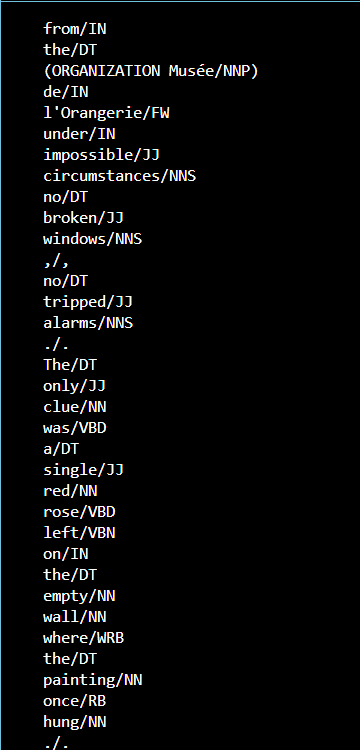 from/IN
the/DT
(ORGANIZATION Musée/NNP)
de/IN
l'Orangerie/FW
under/IN
impossible/JJ
circumstances/NNS
no/DT
broken/JJ
windows/NNS
,/,
no/DT
tripped/JJ
alarms/NNS
./.
The/DT
only/JJ
clue/NN
was/VBD
a/DT
single/JJ
red/NN
rose/VBD
left/VBN
on/IN
the/DT
empty/NN
wall/NN
where/WRB
the/DT
painting/NN
once/RB
hung/NN
./.